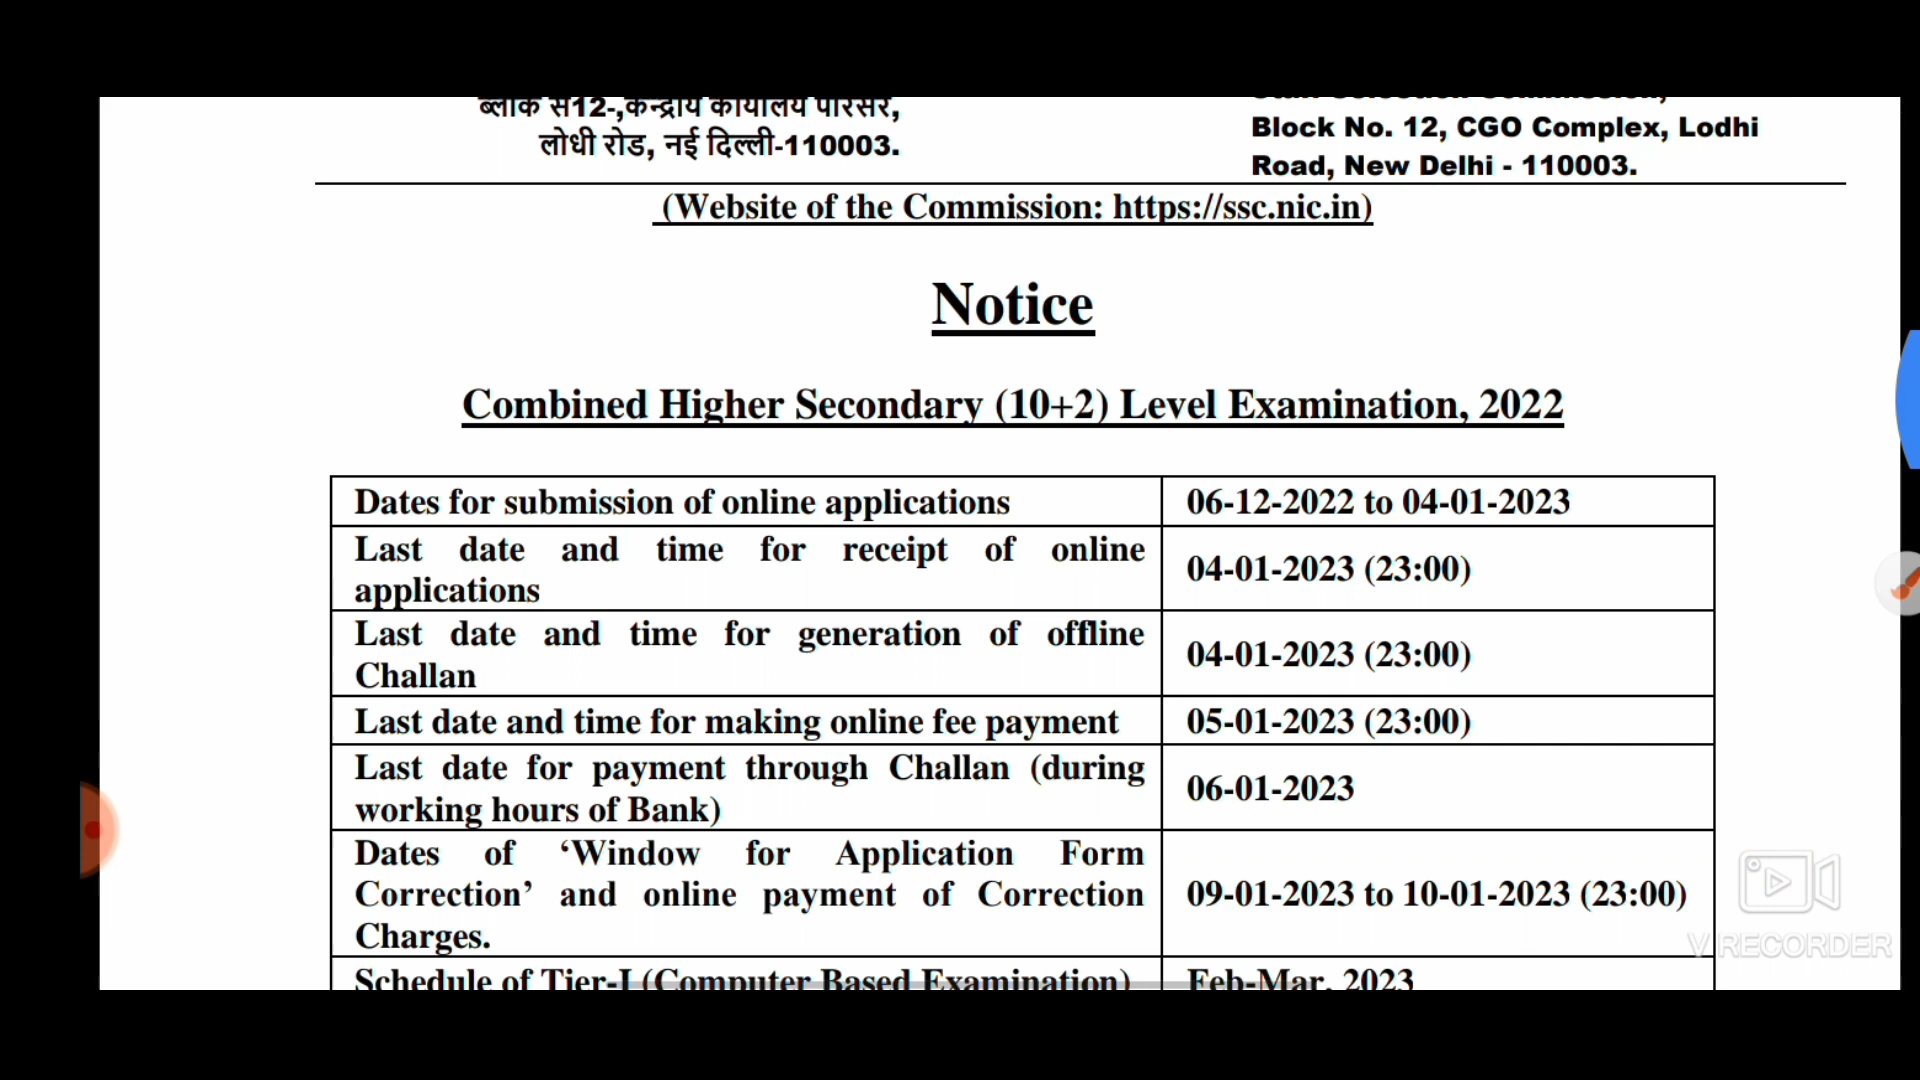 ब्लॉक सं12-,केन्द्रीय कार्यालय परिसर,
लोधी रोड, नई दिल्ली-110003.
Block No. 12, CGO Complex, Lodhi
Road, New Delhi - 110003.
(Website of the Commission: https://ssc.nic.in)
Notice
Combined Higher Secondary (10+2) Level Examination, 2022
Dates for submission of online applications
06-12-2022 to 04-01-2023
Last date and time for receipt of online
applications
04-01-2023 (23:00)
Last date and time for generation of offline
Challan
04-01-2023 (23:00)
Last date and time for making online fee payment
05-01-2023 (23:00)
Last date for payment through Challan (during
working hours of Bank)
06-01-2023
Dates of ‘Window for Application Form
Correction’ and online payment of Correction
Charges.
09-01-2023 to 10-01-2023 (23:00)
Schedule of Tier-I (Computer Based Examination)
Feb-Mar, 2023
V RECORDER